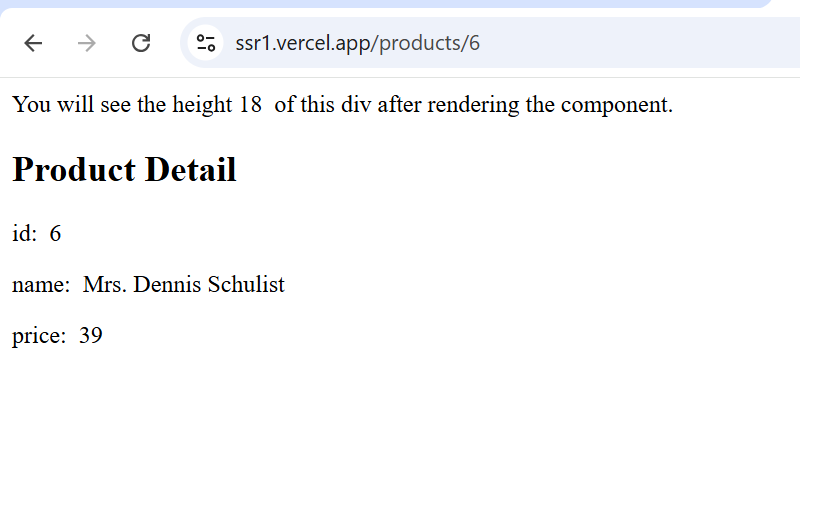 ssr1.vercel.app/products/6
You will see the height 18  of this div after rendering the component.
Product Detail
id:  6
name:  Mrs. Dennis Schulist
price:  39